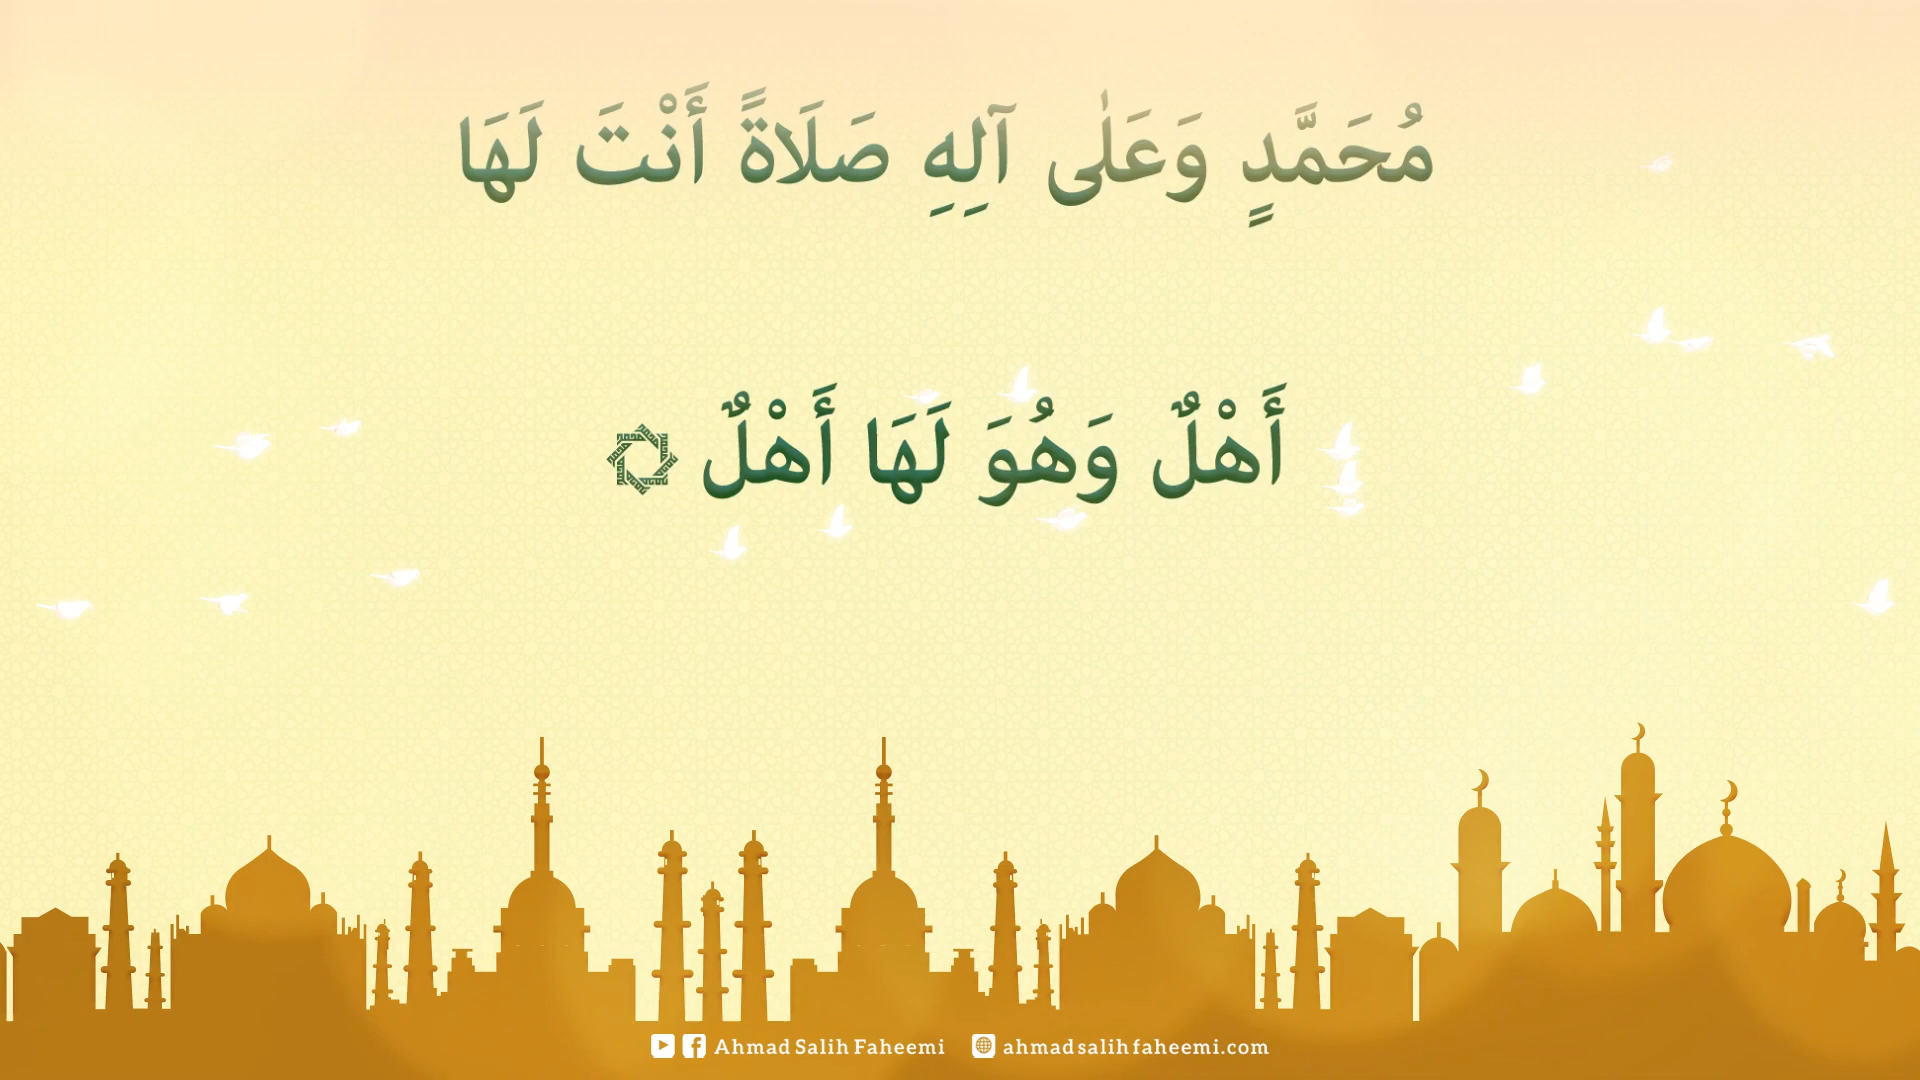 مُحَمَّدٍ وَعَلٰى آلِهِ صَلَاةً أَنْتَ لَهَا
أَهْلٌ وَهُوَ لَهَا أَهْلٌ ۞
Ahmad Salih Faheemi ahmadsalihfaheemi.com